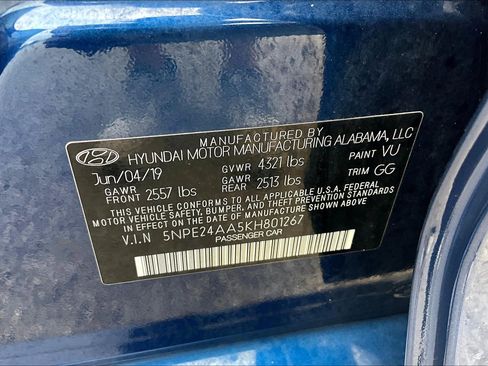 MANUFACTURED BY
HYUNDAI MOTOR MANUFACTURING ALABAMA, LLC
Jun/04/19 GVWR 4321 lbs PAINT VU
GAWR FRONT 2557 lbs GAWR REAR 2513 lbs TRIM GG
THIS VEHICLE CONFORMS TO ALL APPLICABLE U.S.A. FEDERAL
MOTOR VEHICLE SAFETY, BUMPER, AND THEFT PREVENTION
STANDARDS IN EFFECT ON THE DATE OF MANUFACTURE SHOWN ABOVE.
V.I.N 5NPE24AA5KH801267
PASSENGER CAR